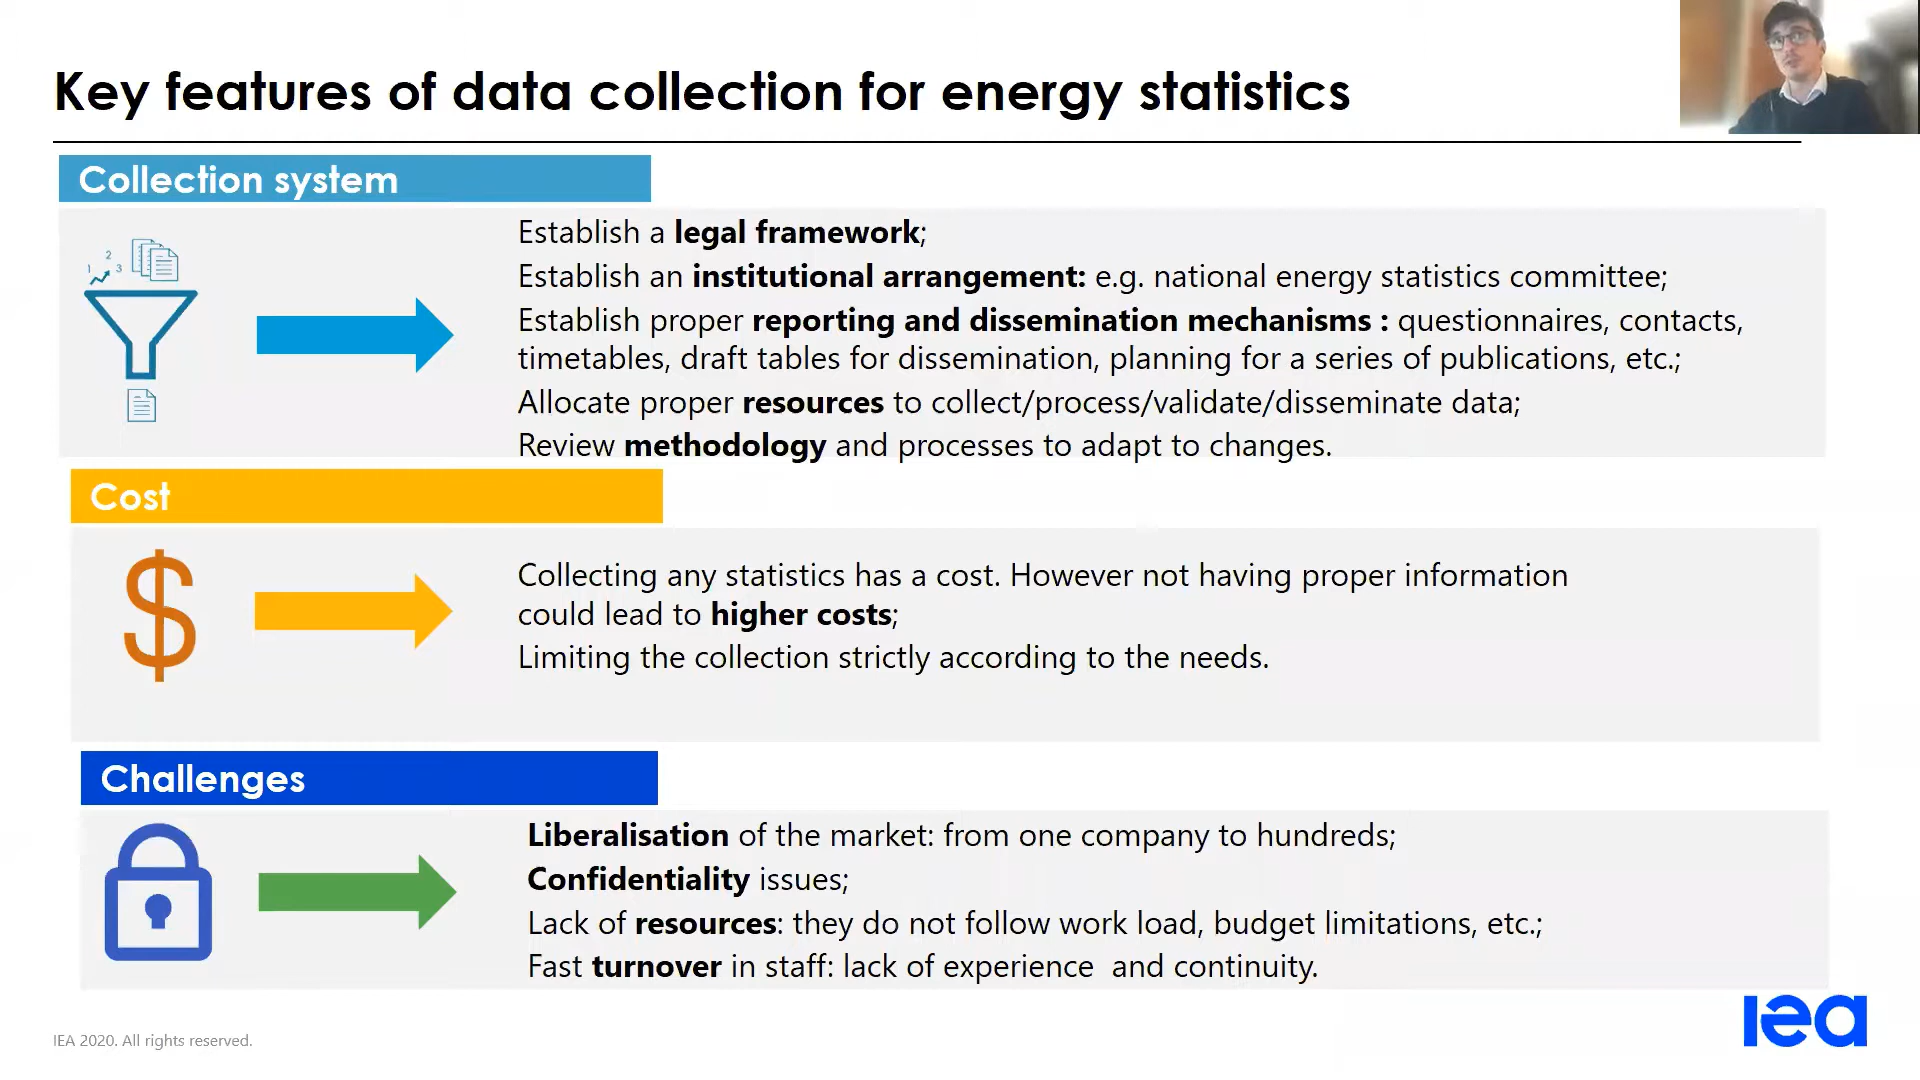 Key features of data collection for energy statistics
Collection system
1 2 3
Establish a legal framework;
Establish an institutional arrangement: e.g. national energy statistics committee;
Establish proper reporting and dissemination mechanisms : questionnaires, contacts,
timetables, draft tables for dissemination, planning for a series of publications, etc.;
Allocate proper resources to collect/process/validate/disseminate data;
Review methodology and processes to adapt to changes.
Cost
$
Collecting any statistics has a cost. However not having proper information
could lead to higher costs;
Limiting the collection strictly according to the needs.
Challenges
Liberalisation of the market: from one company to hundreds;
Confidentiality issues;
Lack of resources: they do not follow work load, budget limitations, etc.;
Fast turnover in staff: lack of experience  and continuity.
IEA 2020. All rights reserved.
iea